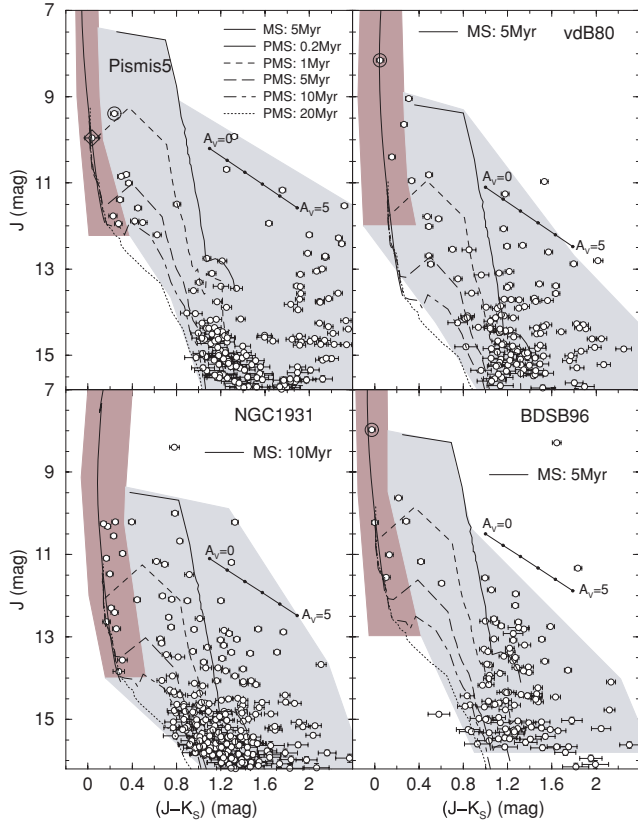 7
9
11
13
15
J (mag)
Pismis5
MS: 5Myr
PMS: 0.2Myr
PMS: 1Myr
PMS: 5Myr
PMS: 10Myr
PMS: 20Myr
A_V=0
A_V=5
MS: 5Myr
vdB80
A_V=0
A_V=5
7
9
11
13
15
J (mag)
NGC1931
MS: 10Myr
A_V=0
A_V=5
0 0.4 0.8 1.2 1.6 2
(J−K_S) (mag)
BDSB96
MS: 5Myr
A_V=0
A_V=5
0 0.4 0.8 1.2 1.6 2
(J−K_S) (mag)